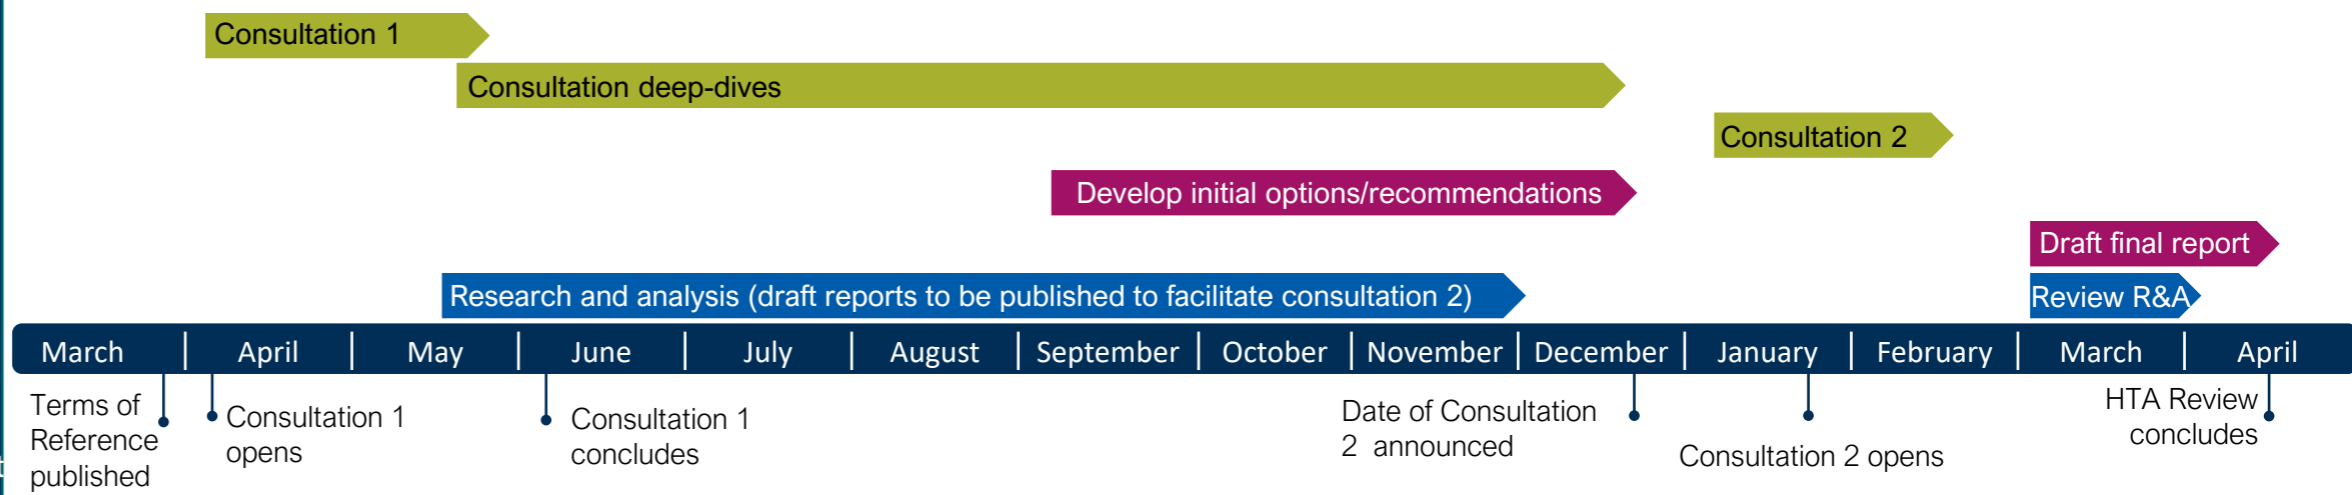 Consultation 1
Consultation deep-dives
Consultation 2
Develop initial options/recommendations
Draft final report
Research and analysis (draft reports to be published to facilitate consultation 2)
Review R&A
March
April
May
June
July
August
September
October
November
December
January
February
March
April
Terms of
Reference
published
Consultation 1
opens
Consultation 1
concludes
Date of Consultation
2 announced
Consultation 2 opens
HTA Review
concludes